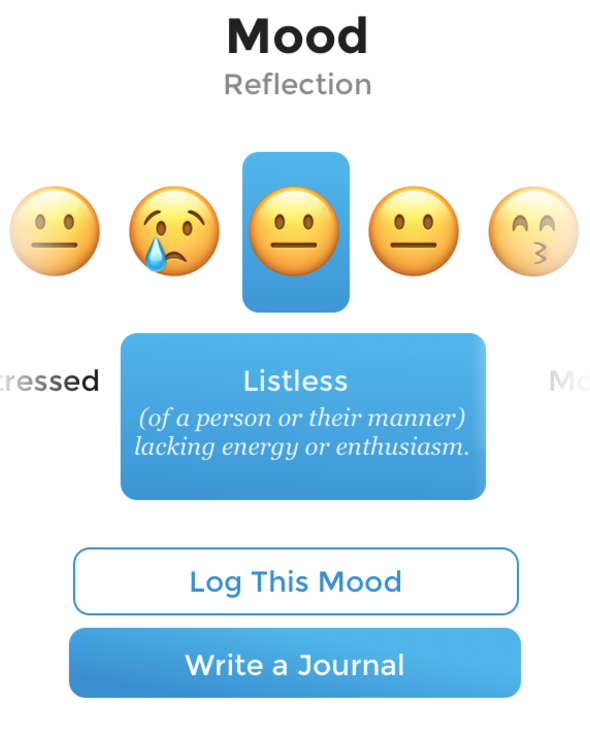 Mood
Reflection
tressed
Listless
(of a person or their manner)
lacking energy or enthusiasm.
Mo
Log This Mood
Write a Journal